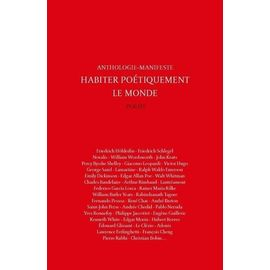 ANTHOLOGIE-MANIFESTE
HABITER POÉTIQUEMENT
LE MONDE
POESIS
Friedrich Hölderlin - Friedrich Schlegel
Novalis - William Wordsworth - John Keats
Percy Bysshe Shelley - Giacomo Leopardi - Victor Hugo
George Sand - Lamartine - Ralph Waldo Emerson
Emily Dickinson - Edgar Allan Poe - Walt Whitman
Charles Baudelaire - Arthur Rimbaud - Lautréamont
Federico García Lorca - Rainer Maria Rilke
William Butler Yeats - Rabindranath Tagore
Fernando Pessoa - René Char - André Breton
Saint-John Perse - Andrée Chedid - Pablo Neruda
Yves Bonnefoy - Philippe Jaccottet - Eugène Guillevic
Kenneth White - Edgar Morin - Hubert Reeves
Édouard Glissant - Le Clézio - Adonis
Lawrence Ferlinghetti - François Cheng
Pierre Rabhi - Christian Bobin...